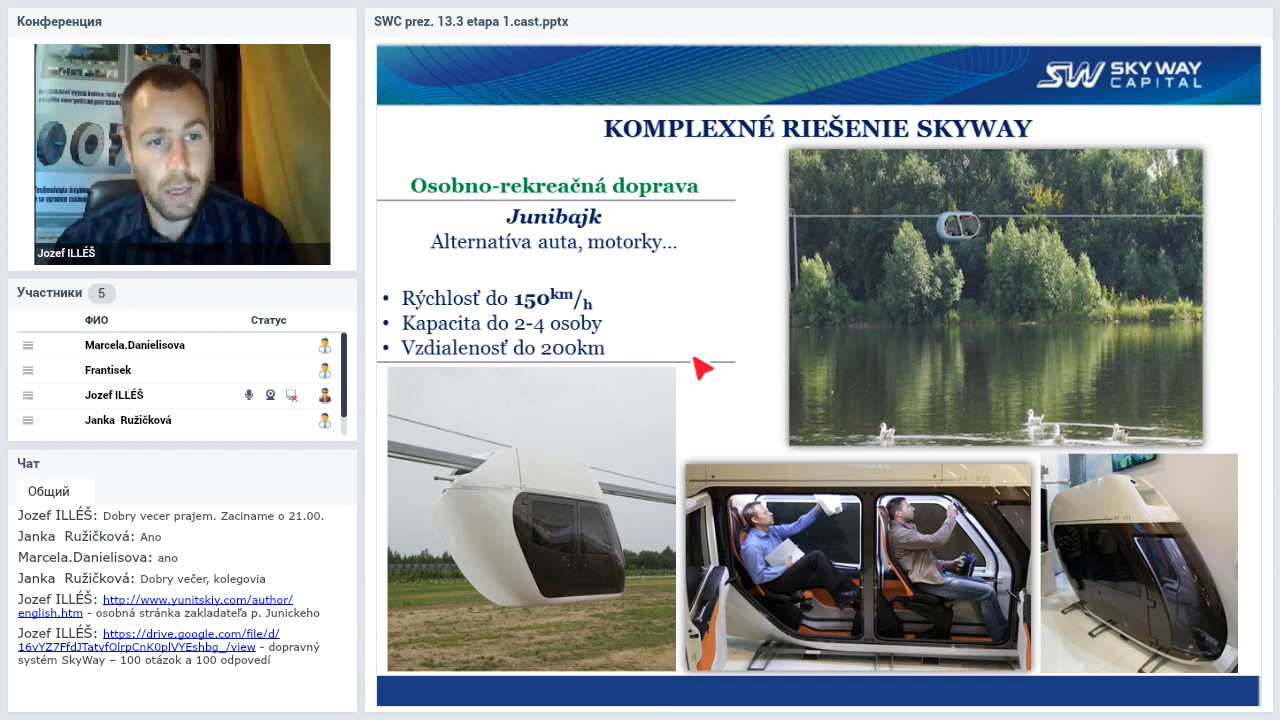 Конференция
Jozef ILLÉŠ
Участники 5
ФИО Статус
Marcela.Danielisova
Frantisek
Jozef ILLÉŠ
Janka Ružičková
Чат
Общий
Jozef ILLÉŠ: Dobry vecer prajem. Zaciname o 21.00.
Janka Ružičková: Ano
Marcela.Danielisova: ano
Janka Ružičková: Dobry večer, kolegovia
Jozef ILLÉŠ: http://www.yunitskiy.com/author/
english.htm - osobná stránka zakladateľa p. Junickeho
Jozef ILLÉŠ: https://drive.google.com/file/d/
16vYZ7FfdJTatvfOlrpCnK0plVYEshbg_/view - dopravný
systém SkyWay – 100 otázok a 100 odpovedí
SWC prez. 13.3 etapa 1.cast.pptx
SW SKY WAY
CAPITAL
KOMPLEXNÉ RIEŠENIE SKYWAY
Osobno-rekreačná doprava
Junibajk
Alternatíva auta, motorky...
• Rýchlosť do 150km/h
• Kapacita do 2-4 osoby
• Vzdialenosť do 200km